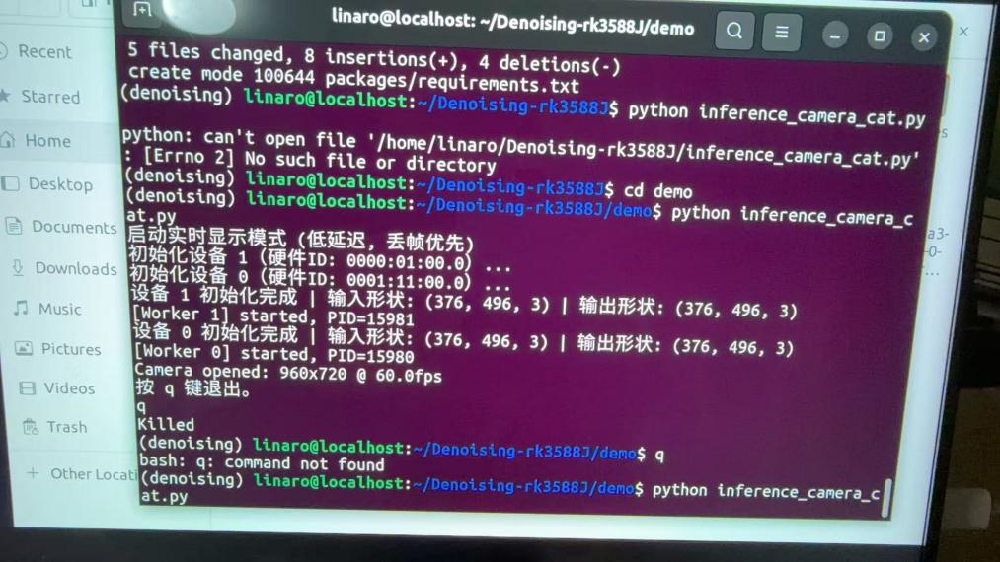 linaro@localhost: ~/Denoising-rk3588J/demo
Recent
Starred
Home
Desktop
Documents
Downloads
Music
Pictures
Videos
Trash
+ Other Locati
5 files changed, 8 insertions(+), 4 deletions(-)
create mode 100644 packages/requirements.txt
(denoising) linaro@localhost:~/Denoising-rk3588J$ python inference_camera_cat.py
python: can't open file '/home/linaro/Denoising-rk3588J/inference_camera_cat.py'
: [Errno 2] No such file or directory
(denoising) linaro@localhost:~/Denoising-rk3588J$ cd demo
(denoising) linaro@localhost:~/Denoising-rk3588J/demo$ python inference_camera_c
at.py
启动实时显示模式 (低延迟, 丢帧优先)
初始化设备 1 (硬件ID: 0000:01:00.0) ...
初始化设备 0 (硬件ID: 0001:11:00.0) ...
设备 1 初始化完成 | 输入形状: (376, 496, 3) | 输出形状: (376, 496, 3)
[Worker 1] started, PID=15981
设备 0 初始化完成 | 输入形状: (376, 496, 3) | 输出形状: (376, 496, 3)
[Worker 0] started, PID=15980
Camera opened: 960x720 @ 60.0fps
按 q 键退出。
q
Killed
(denoising) linaro@localhost:~/Denoising-rk3588J/demo$ q
bash: q: command not found
(denoising) linaro@localhost:~/Denoising-rk3588J/demo$ python inference_camera_c
at.py
a3-
-0-
...